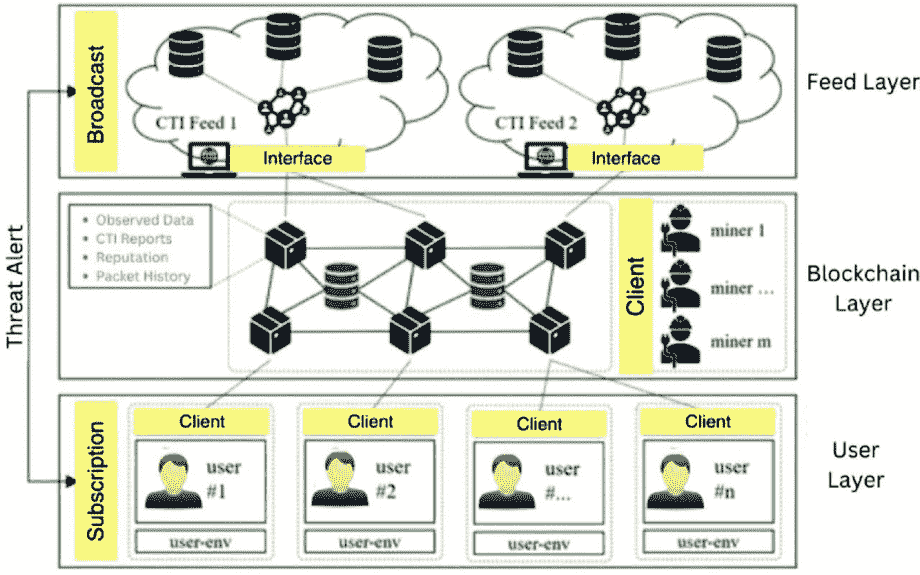 Threat Alert
Broadcast
CTI Feed 1
Interface
CTI Feed 2
Interface
Feed Layer
• Observed Data
• CTI Reports
• Reputation
• Packet History
Client
miner 1
miner ...
miner m
Blockchain
Layer
Subscription
Client
user
#1
user-env
Client
user
#2
user-env
Client
user
#...
user-env
Client
user
#n
user-env
User
Layer